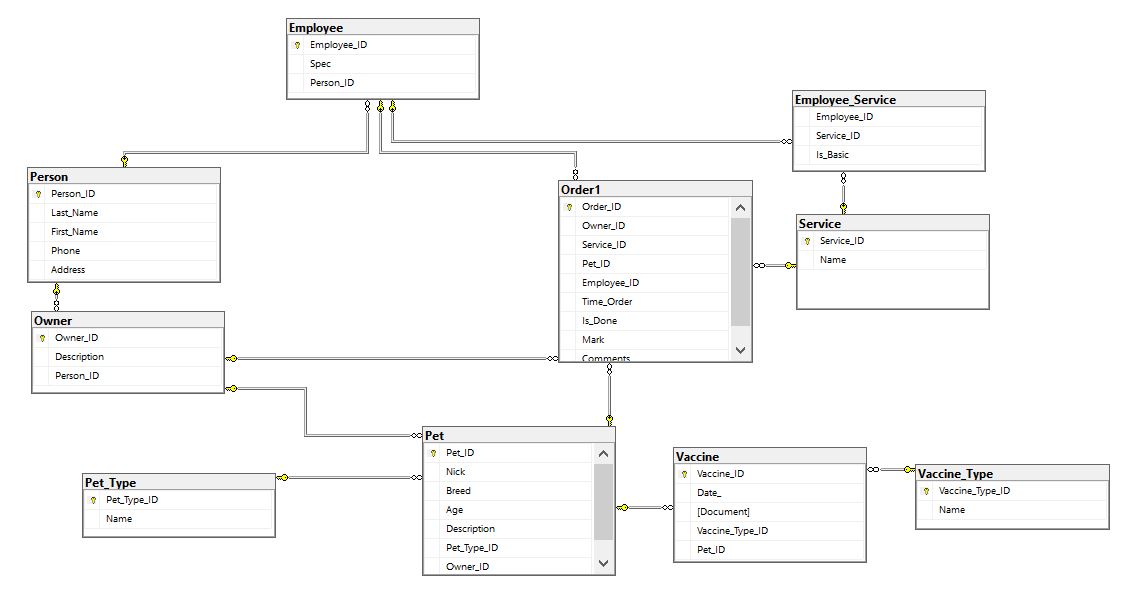 Employee
Employee_ID
Spec
Person_ID
Employee_Service
Employee_ID
Service_ID
Is_Basic
Person
Person_ID
Last_Name
First_Name
Phone
Address
Order1
Order_ID
Owner_ID
Service_ID
Pet_ID
Employee_ID
Time_Order
Is_Done
Mark
Comments
Service
Service_ID
Name
Owner
Owner_ID
Description
Person_ID
Pet
Pet_ID
Nick
Breed
Age
Description
Pet_Type_ID
Owner_ID
Pet_Type
Pet_Type_ID
Name
Vaccine
Vaccine_ID
Date_
[Document]
Vaccine_Type_ID
Pet_ID
Vaccine_Type
Vaccine_Type_ID
Name